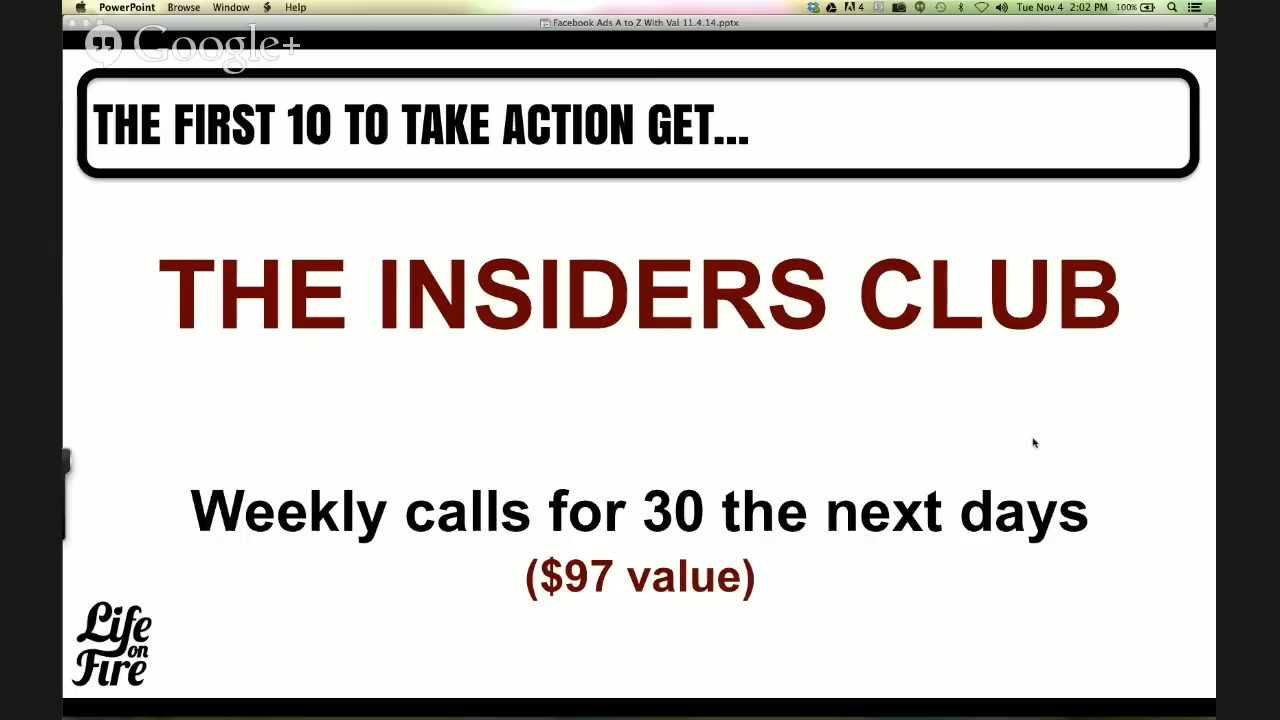 PowerPoint Browse Window Help 4 100% Tue Nov 4 2:02 PM
Facebook Ads A to Z With Val 11.4.14.pptx
Google+
THE FIRST 10 TO TAKE ACTION GET...
THE INSIDERS CLUB
Weekly calls for 30 the next days
($97 value)
Life
on
Fire